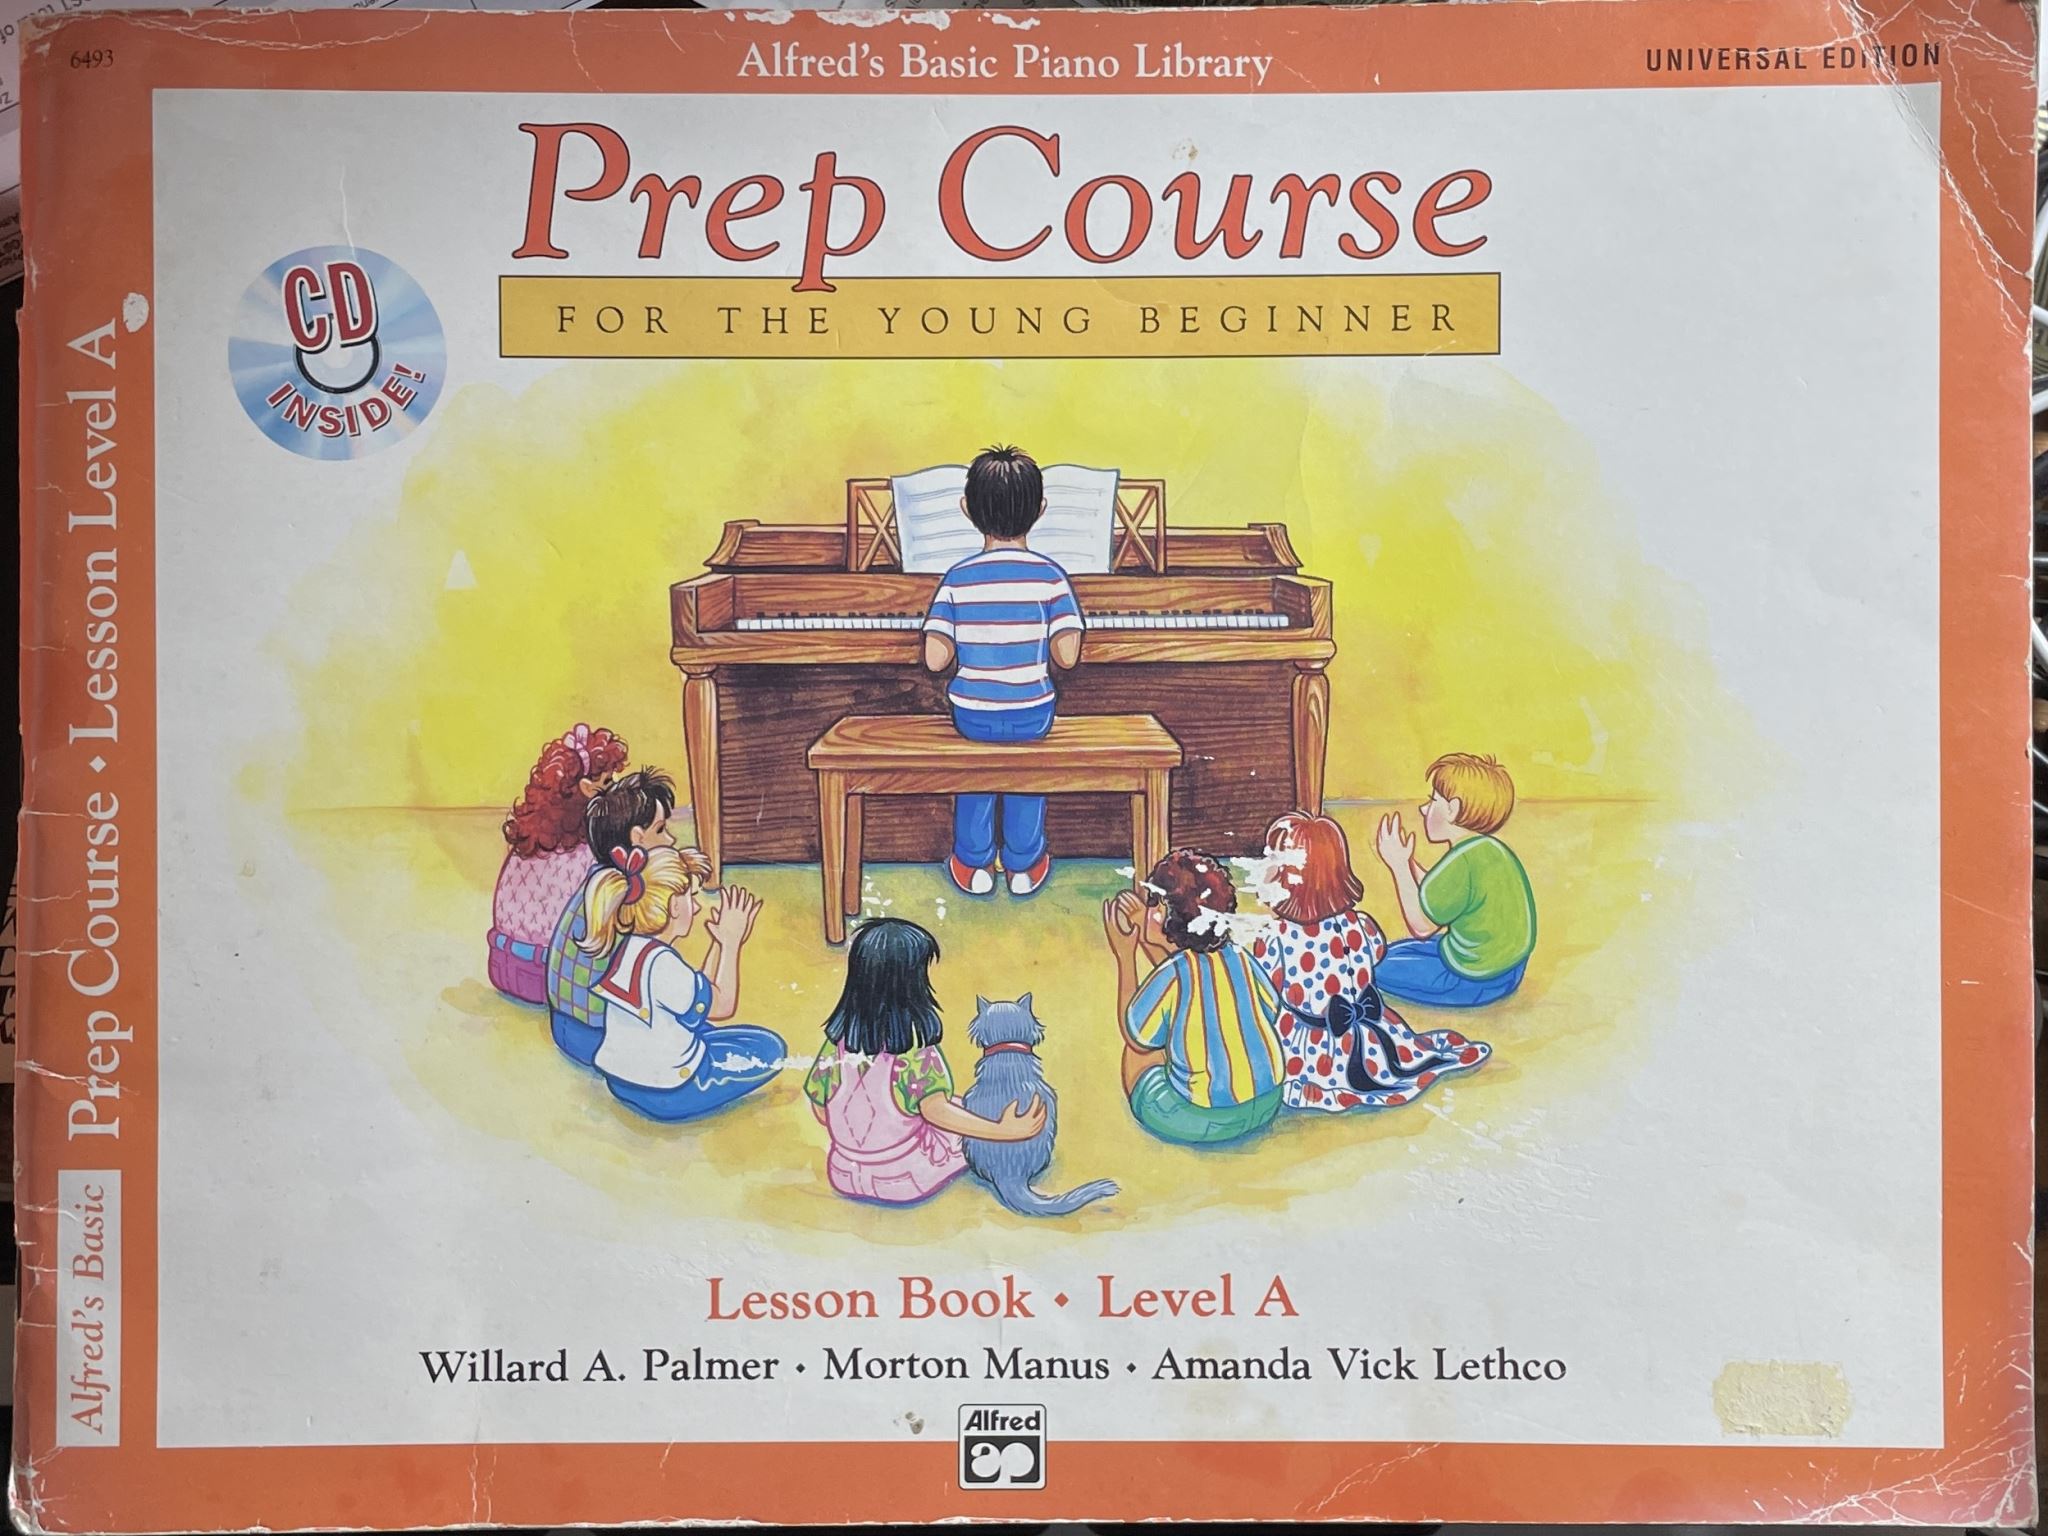 6493
Alfred's Basic Piano Library
UNIVERSAL EDITION
Prep Course
FOR THE YOUNG BEGINNER
CD
INSIDE!
Alfred's Basic Prep Course • Lesson Level A
Lesson Book • Level A
Willard A. Palmer • Morton Manus • Amanda Vick Lethco
Alfred